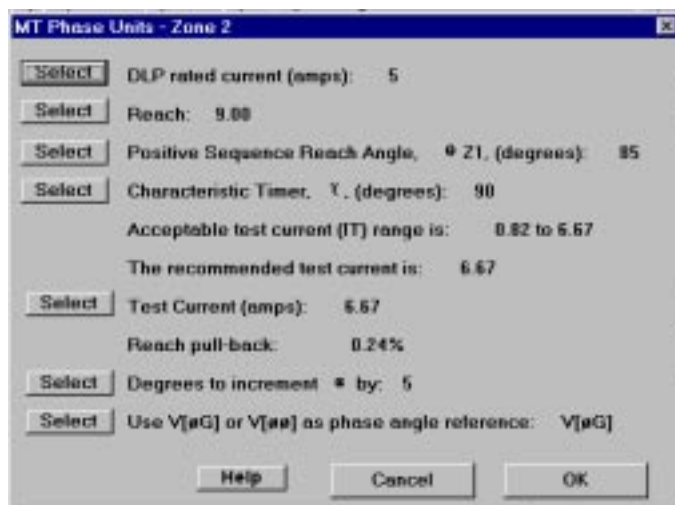 MT Phase Units - Zone 2
Select DLP rated current (amps): 5
Select Reach: 9.00
Select Positive Sequence Reach Angle, ° Z1, (degrees): 85
Select Characteristic Timer, Ɣ, (degrees): 90
Acceptable test current (IT) range is: 0.82 to 6.67
The recommended test current is: 6.67
Select Test Current (amps): 6.67
Reach pull-back: 0.24%
Select Degrees to increment by: 5
Select Use V[øG] or V[øø] as phase angle reference: V[øG]
Help Cancel OK